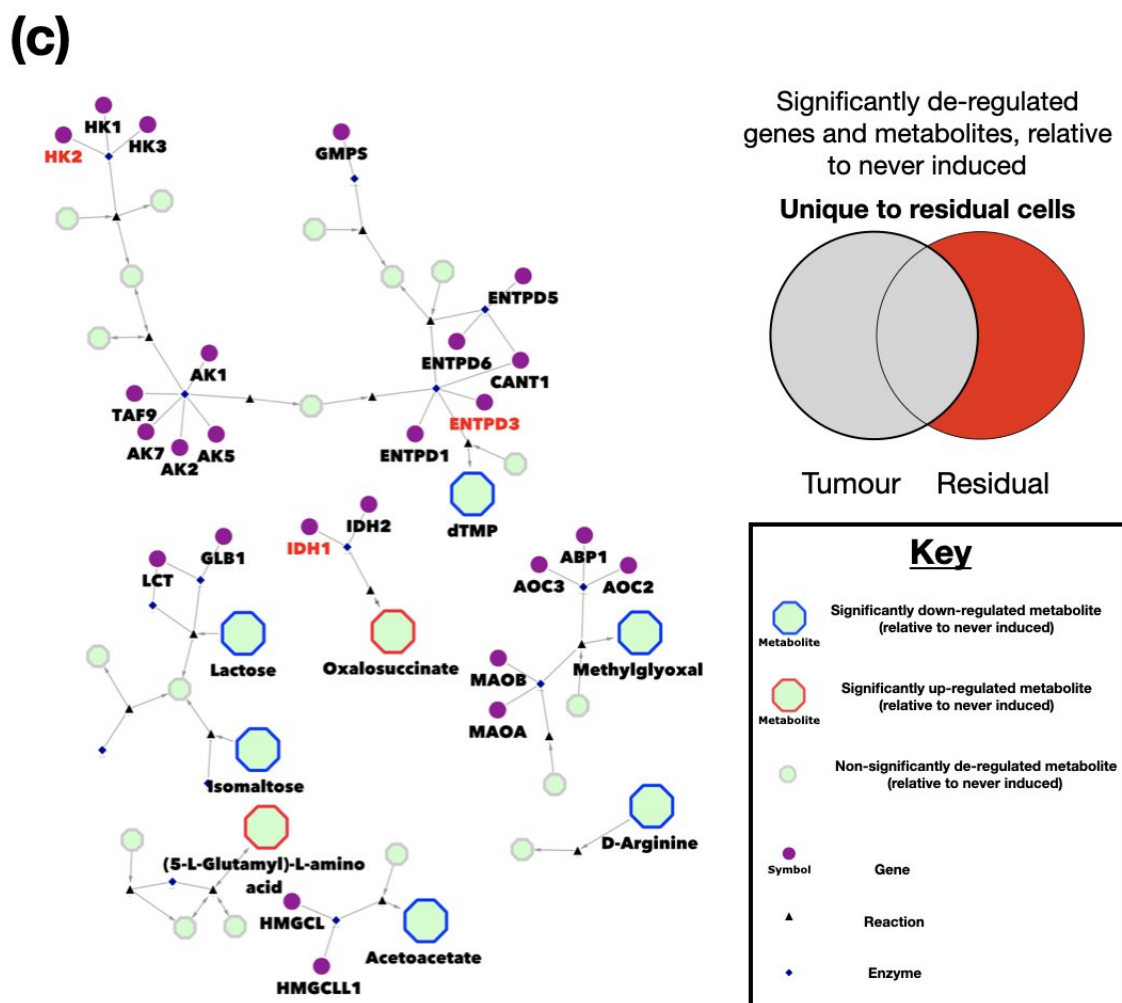 (c)
HK1
HK3
HK2
GMPS
ENTPD5
ENTPD6
CANT1
AK1
TAF9
ENTPD3
AK7
AK5
AK2
ENTPD1
dTMP
IDH2
IDH1
GLB1
LCT
ABP1
AOC3
AOC2
Lactose
Oxalosuccinate
Methylglyoxal
MAOB
MAOA
Isomaltose
D-Arginine
(5-L-Glutamyl)-L-amino
acid
HMGCL
Acetoacetate
HMGCLL1
Significantly de-regulated
genes and metabolites, relative
to never induced
Unique to residual cells
Tumour Residual
Key
Significantly down-regulated metabolite
(relative to never induced)
Metabolite
Significantly up-regulated metabolite
(relative to never induced)
Metabolite
Non-significantly de-regulated metabolite
(relative to never induced)
Symbol
Gene
Reaction
Enzyme